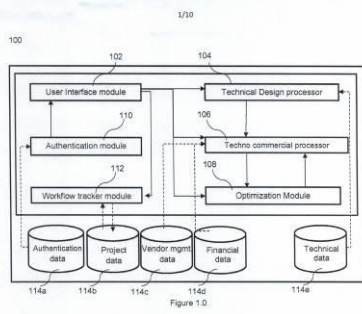 1/10
100
102
104
User Interface module
Technical Design processor
110
106
Authentication module
Techno commercial processor
112
108
Workflow tracker module
Optimization Module
Authentication
data
Project
data
Vendor mgmt.
data
Financial
data
Technical
data
114a
114b
114c
114d
114e
Figure 1.0